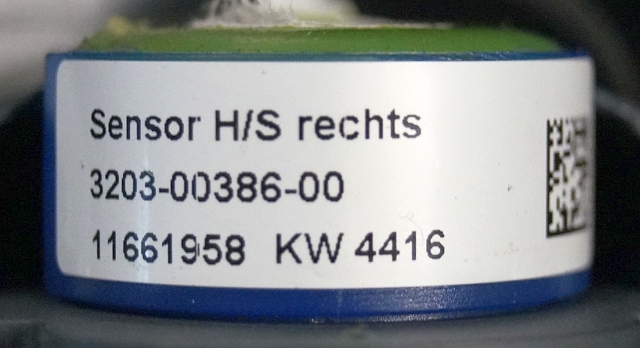 Sensor H/S rechts
3203-00386-00
11661958 KW 4416